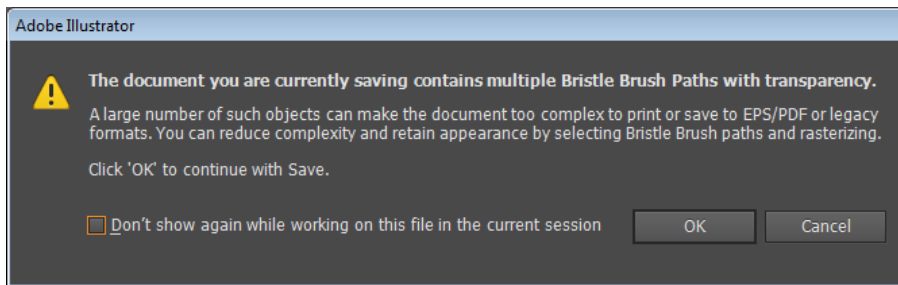 Adobe Illustrator
The document you are currently saving contains multiple Bristle Brush Paths with transparency.
A large number of such objects can make the document too complex to print or save to EPS/PDF or legacy
formats. You can reduce complexity and retain appearance by selecting Bristle Brush paths and rasterizing.
Click 'OK' to continue with Save.
Don't show again while working on this file in the current session
OK
Cancel